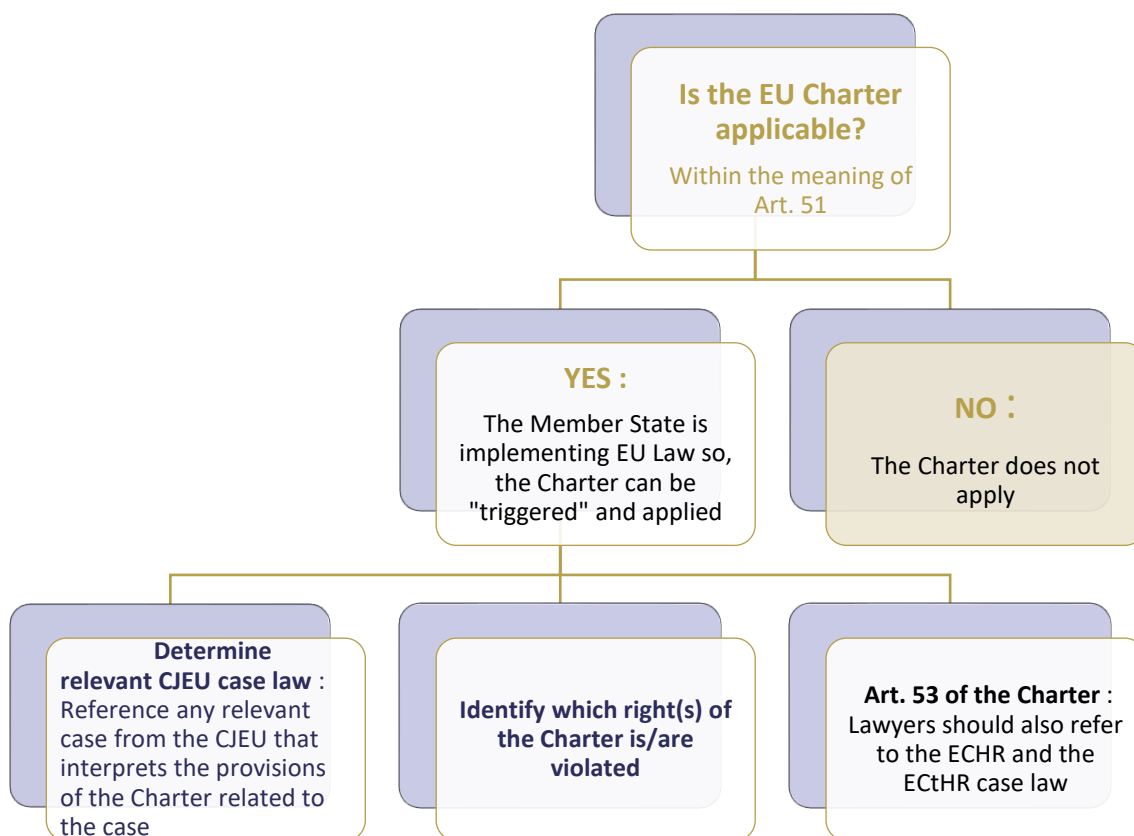 Is the EU Charter
applicable?
Within the meaning of
Art. 51
YES :
The Member State is
implementing EU Law so,
the Charter can be
"triggered" and applied
NO :
The Charter does not
apply
Determine
relevant CJEU case law :
Reference any relevant
case from the CJEU that
interprets the provisions
of the Charter related to
the case
Identify which right(s) of
the Charter is/are
violated
Art. 53 of the Charter :
Lawyers should also refer
to the ECHR and the
ECtHR case law